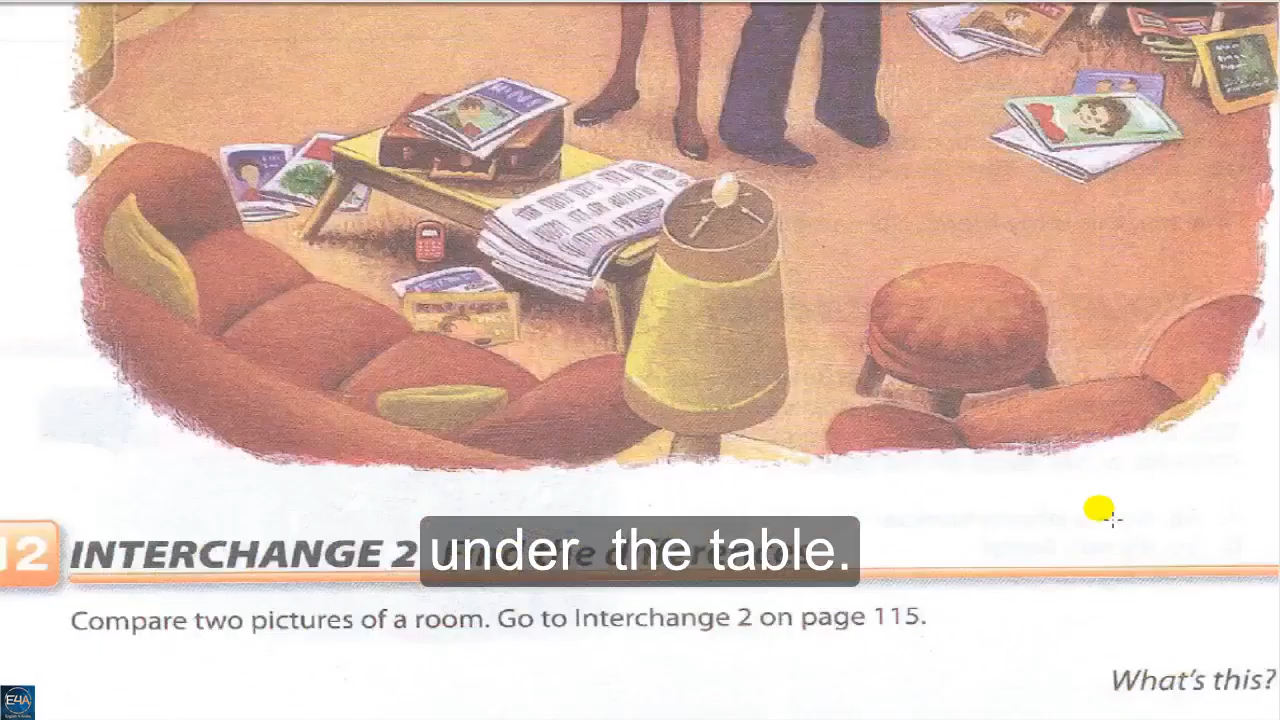 12 INTERCHANGE 2
under the table.
Compare two pictures of a room. Go to Interchange 2 on page 115.
What's this?
E4A